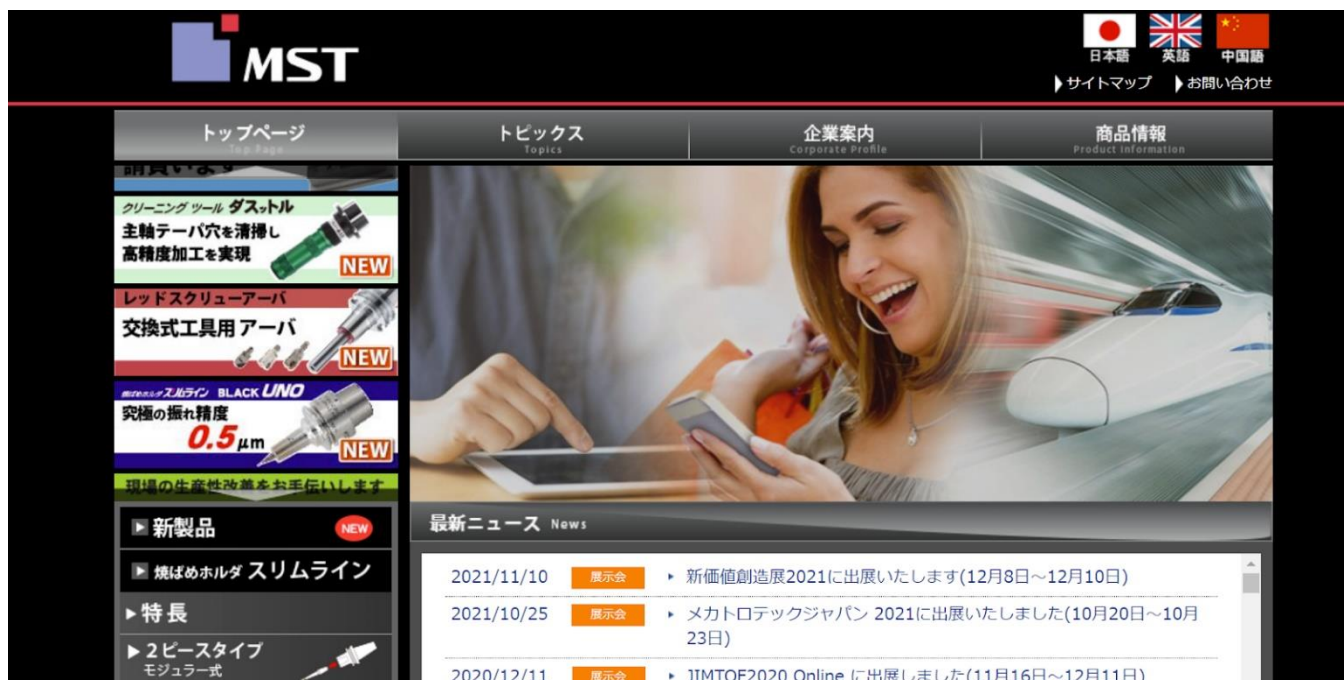 MST
日本語 英語 中国語
サイトマップ お問い合わせ
トップページ トピックス 企業案内 商品情報
Top Page Topics Corporate Profile Product Information
クリーニング ツール ダスットル
主軸テーパ穴を清掃し
高精度加工を実現
NEW
レッドスクリューアーバ
交換式工具用 アーバ
NEW
焼ばめホルダ スリムライン BLACK UNO
究極の振れ精度
0.5μm
NEW
現場の生産性改善をお手伝いします
新製品 NEW
焼ばめホルダ スリムライン
特長
2ピースタイプ
モジュラー式
最新ニュース News
2021/11/10 展示会 新価値創造展2021に出展いたします(12月8日～12月10日)
2021/10/25 展示会 メカトロテックジャパン 2021に出展いたしました(10月20日～10月
23日)
2020/12/11 展示会 JIMTOF2020 Online に出展しました(11月16日～12月11日)